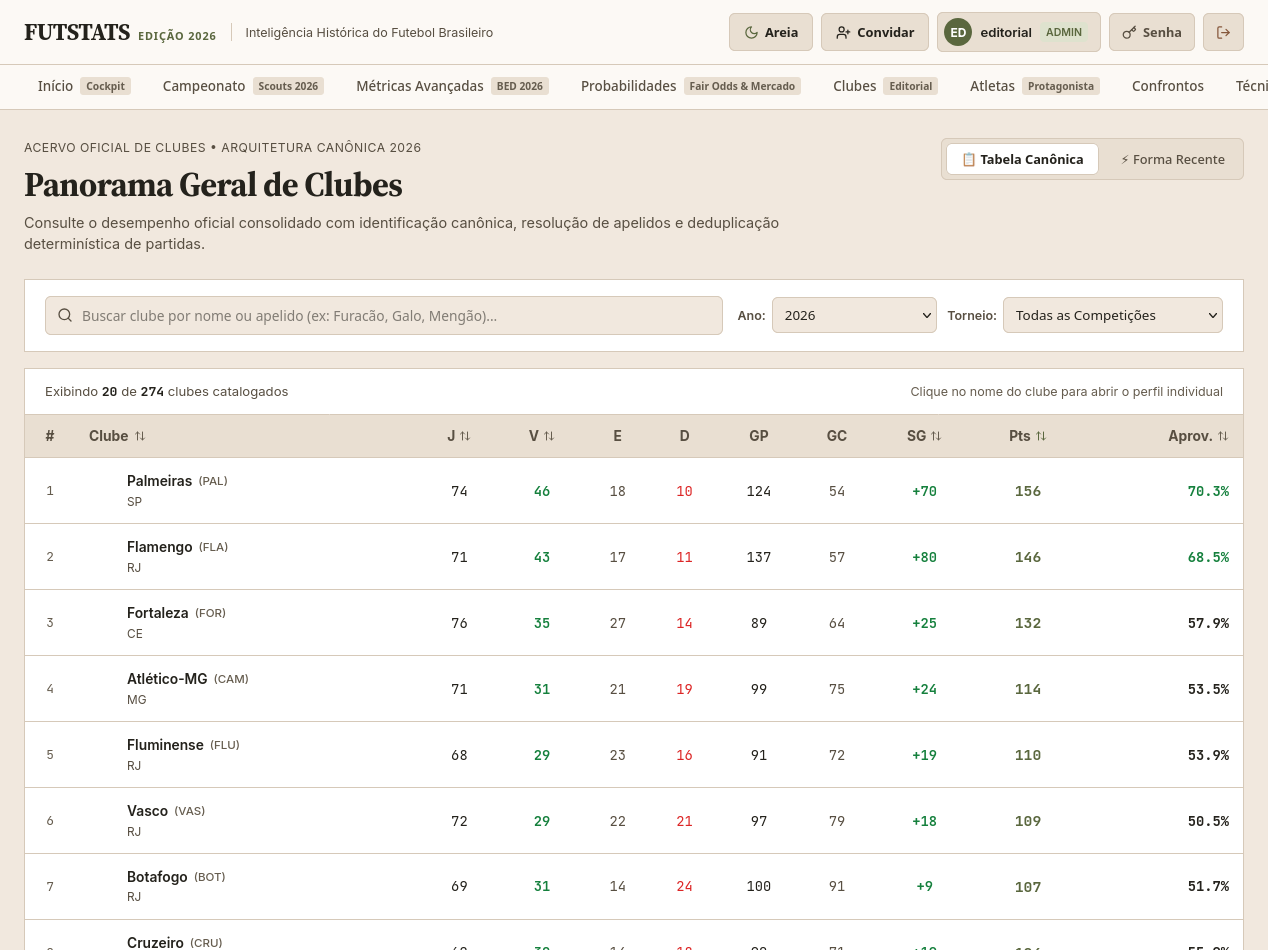 FUTSTATS EDIÇÃO 2026 Inteligência Histórica do Futebol Brasileiro Areia Convidar ED editorial ADMIN Senha
Início Cockpit Campeonato Scouts 2026 Métricas Avançadas BED 2026 Probabilidades Fair Odds & Mercado Clubes Editorial Atletas Protagonista Confrontos
ACERVO OFICIAL DE CLUBES • ARQUITETURA CANÔNICA 2026
Panorama Geral de Clubes
Consulte o desempenho oficial consolidado com identificação canônica, resolução de apelidos e deduplicação
determinística de partidas.
Tabela Canônica Forma Recente
Buscar clube por nome ou apelido (ex: Furacão, Galo, Mengão)... Ano: 2026 Torneio: Todas as Competições
Exibindo 20 de 274 clubes catalogados Clique no nome do clube para abrir o perfil individual
# Clube J V E D GP GC SG Pts Aprov.
1 Palmeiras (PAL) SP 74 46 18 10 124 54 +70 156 70.3%
2 Flamengo (FLA) RJ 71 43 17 11 137 57 +80 146 68.5%
3 Fortaleza (FOR) CE 76 35 27 14 89 64 +25 132 57.9%
4 Atlético-MG (CAM) MG 71 31 21 19 99 75 +24 114 53.5%
5 Fluminense (FLU) RJ 68 29 23 16 91 72 +19 110 53.9%
6 Vasco (VAS) RJ 72 29 22 21 97 79 +18 109 50.5%
7 Botafogo (BOT) RJ 69 31 14 24 100 91 +9 107 51.7%
Cruzeiro (CRU)